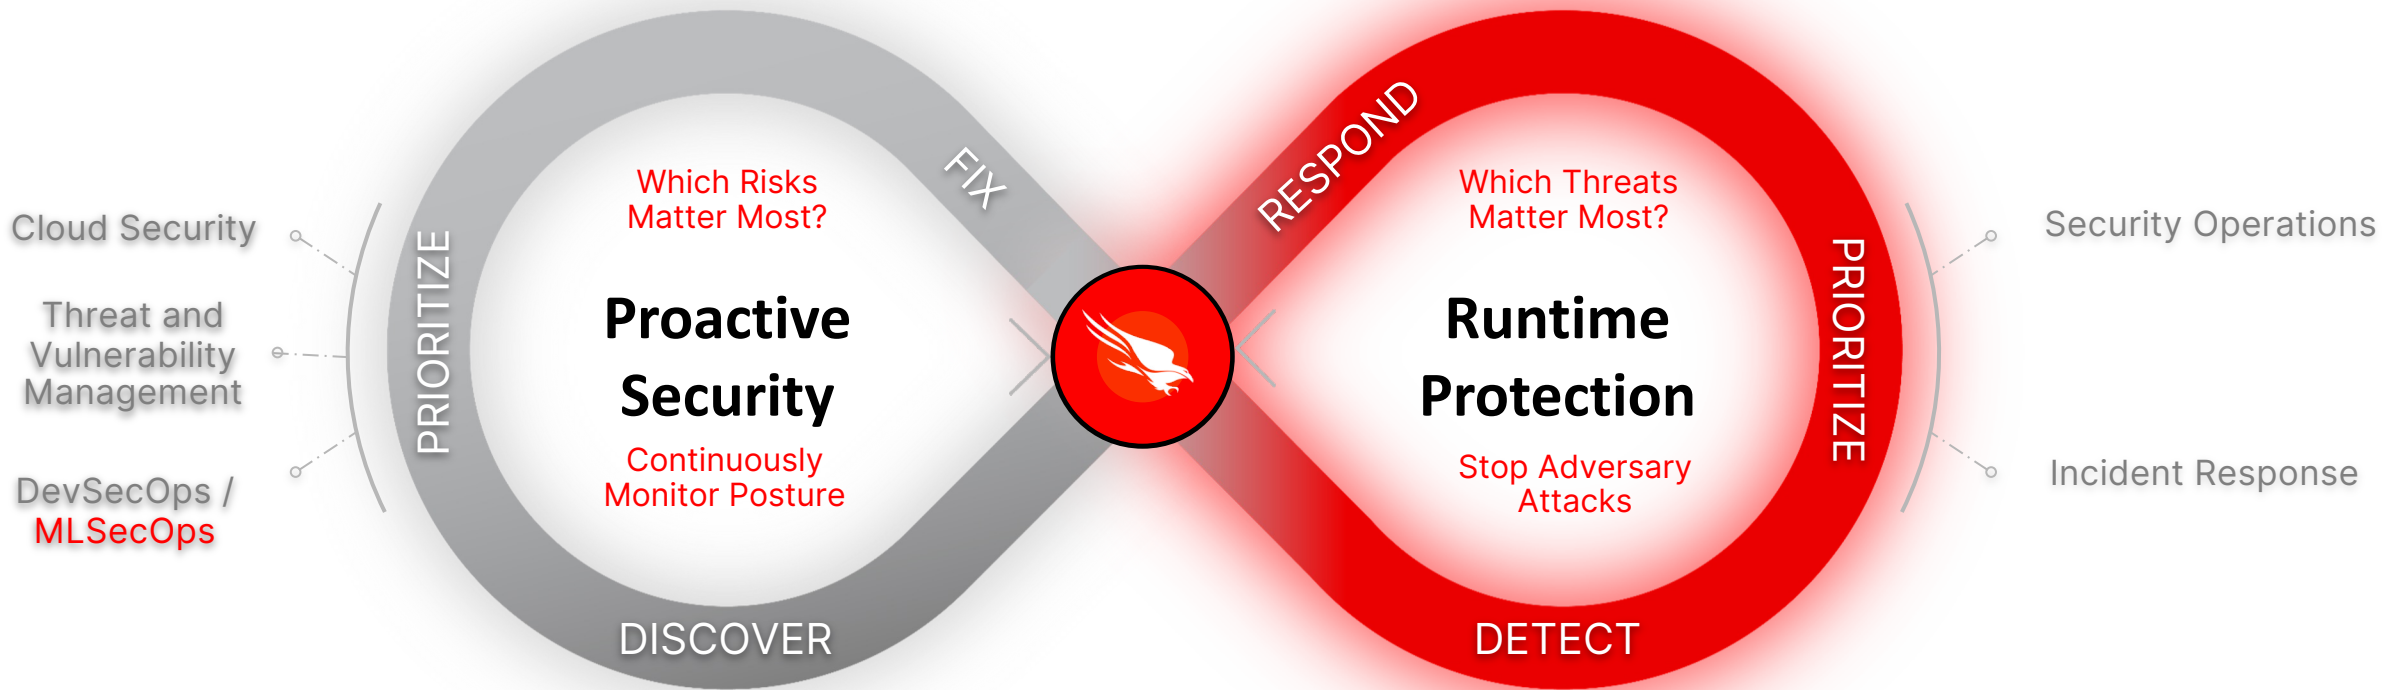 Cloud Security
Threat and
Vulnerability
Management
DevSecOps /
MLSecOps
PRIORITIZE
FIX
DISCOVER
Which Risks
Matter Most?
Proactive
Security
Continuously
Monitor Posture
RESPOND
PRIORITIZE
DETECT
Which Threats
Matter Most?
Runtime
Protection
Stop Adversary
Attacks
Security Operations
Incident Response